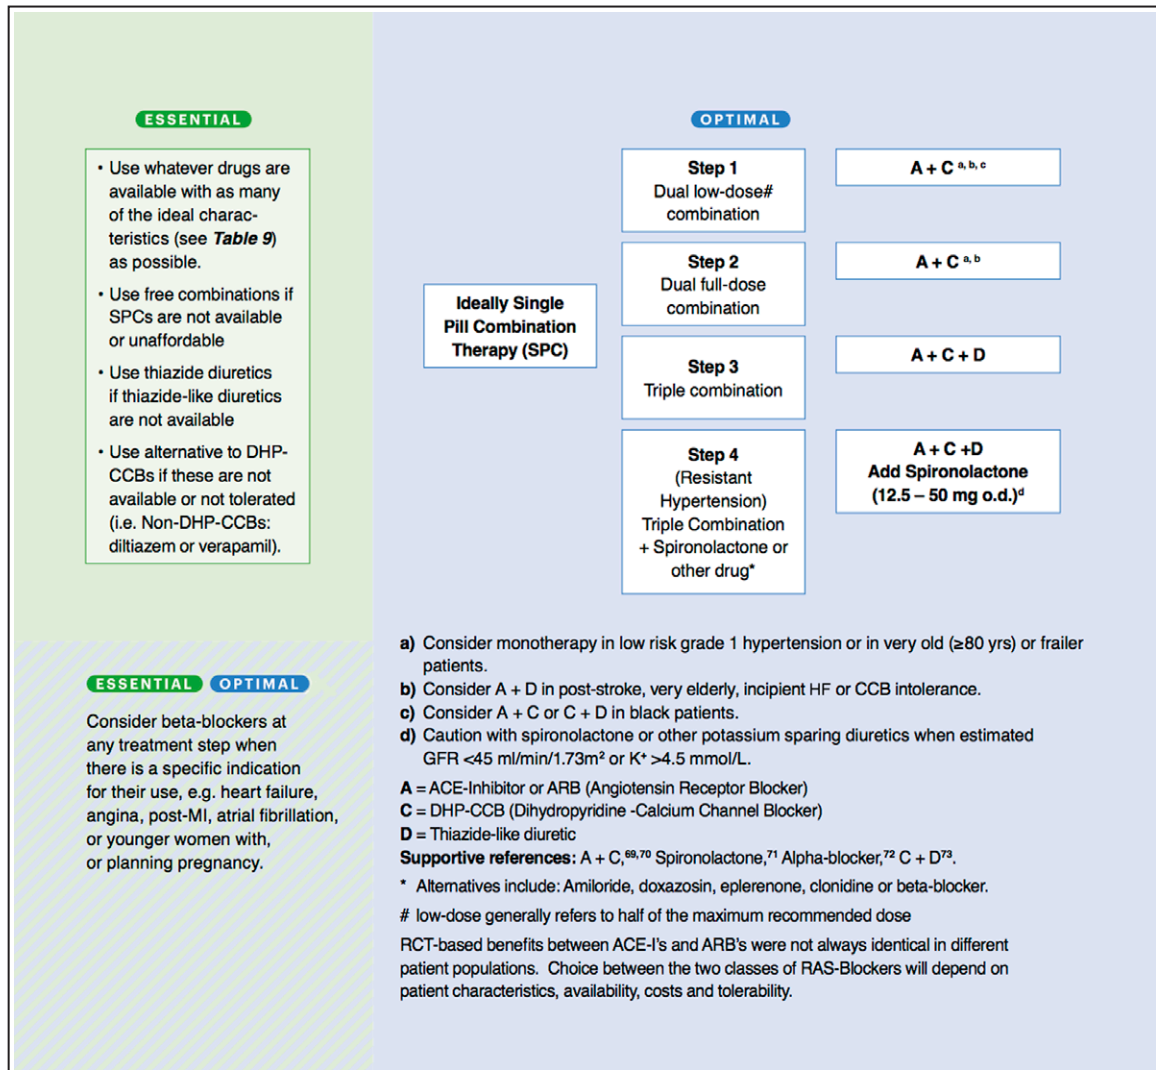 ESSENTIAL
• Use whatever drugs are
available with as many
of the ideal charac-
teristics (see Table 9)
as possible.
• Use free combinations if
SPCs are not available
or unaffordable
• Use thiazide diuretics
if thiazide-like diuretics
are not available
• Use alternative to DHP-
CCBs if these are not
available or not tolerated
(i.e. Non-DHP-CCBs:
diltiazem or verapamil).
ESSENTIAL OPTIMAL
Consider beta-blockers at
any treatment step when
there is a specific indication
for their use, e.g. heart failure,
angina, post-MI, atrial fibrillation,
or younger women with,
or planning pregnancy.
OPTIMAL
Ideally Single
Pill Combination
Therapy (SPC)
Step 1
Dual low-dose#
combination
A + C a, b, c
Step 2
Dual full-dose
combination
A + C a, b
Step 3
Triple combination
A + C + D
Step 4
(Resistant
Hypertension)
Triple Combination
+ Spironolactone or
other drug*
A + C +D
Add Spironolactone
(12.5 – 50 mg o.d.)d
a) Consider monotherapy in low risk grade 1 hypertension or in very old (≥80 yrs) or frailer
patients.
b) Consider A + D in post-stroke, very elderly, incipient HF or CCB intolerance.
c) Consider A + C or C + D in black patients.
d) Caution with spironolactone or other potassium sparing diuretics when estimated
GFR <45 ml/min/1.73m² or K⁺ >4.5 mmol/L.
A = ACE-Inhibitor or ARB (Angiotensin Receptor Blocker)
C = DHP-CCB (Dihydropyridine -Calcium Channel Blocker)
D = Thiazide-like diuretic
Supportive references: A + C,69,70 Spironolactone,71 Alpha-blocker,72 C + D73.
* Alternatives include: Amiloride, doxazosin, eplerenone, clonidine or beta-blocker.
# low-dose generally refers to half of the maximum recommended dose
RCT-based benefits between ACE-I's and ARB's were not always identical in different
patient populations. Choice between the two classes of RAS-Blockers will depend on
patient characteristics, availability, costs and tolerability.